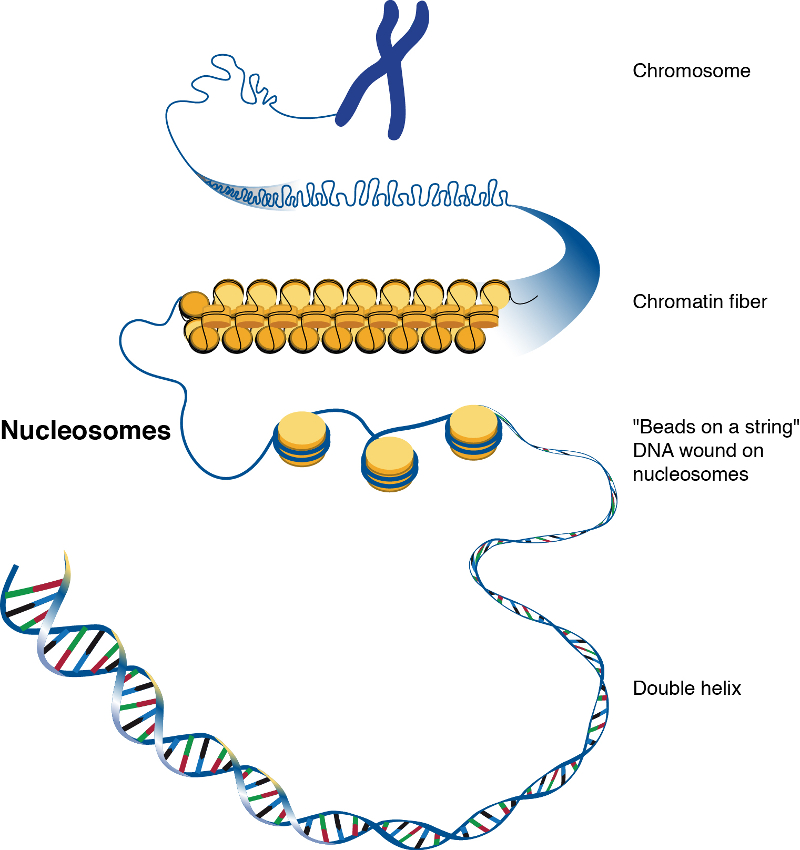 Chromosome
Chromatin fiber
Nucleosomes
"Beads on a string"
DNA wound on
nucleosomes
Double helix